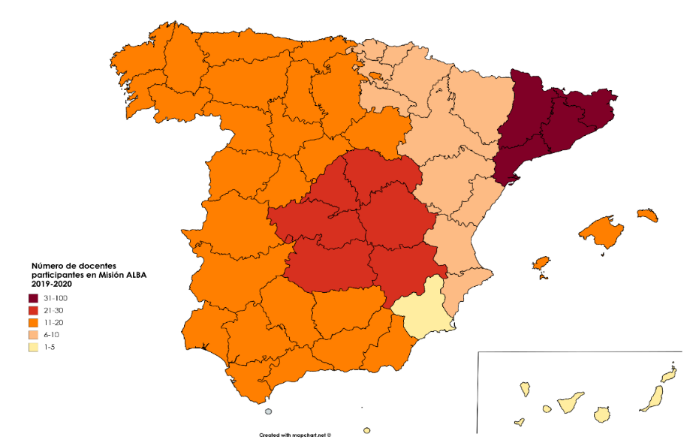 Número de docentes
participantes en Misión ALBA
2019-2020
31-100
21-30
11-20
6-10
1-5
Created with mapchart.net ©